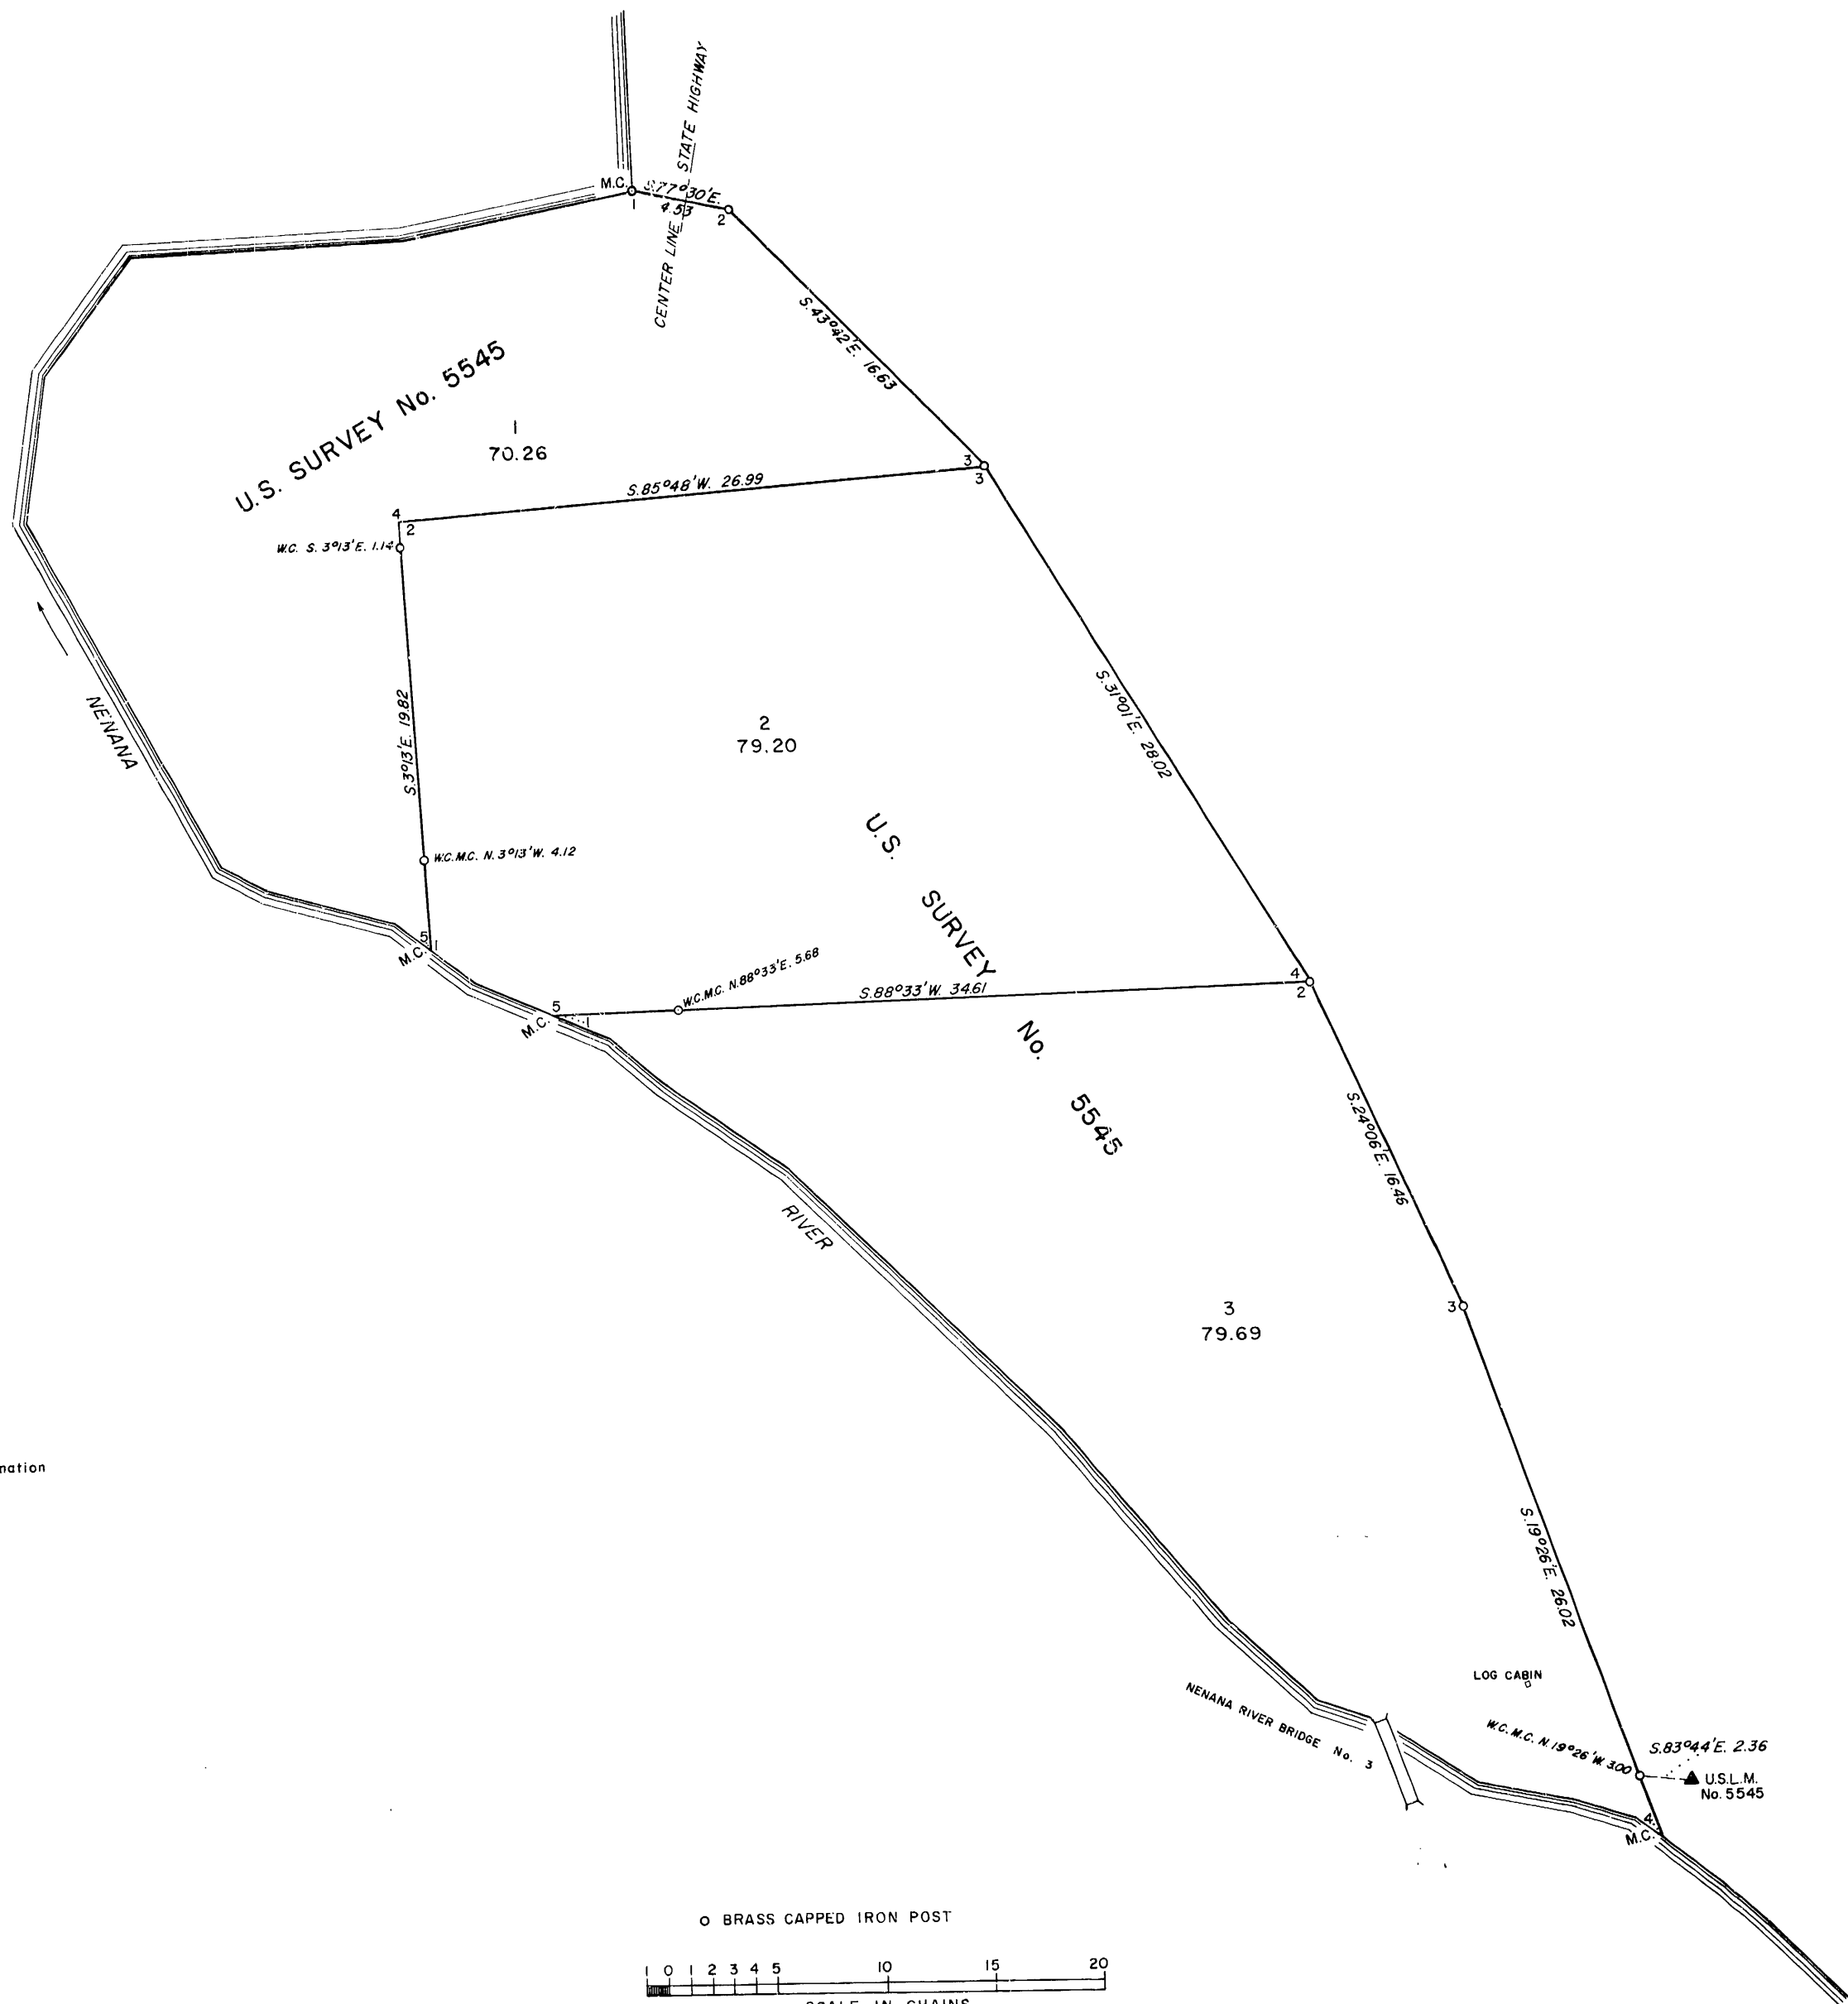 CENTER LINE STATE HIGHWAY
M.C.
1
S.77°30'E.
4.53
2
S.43°42'E. 16.63
U.S. SURVEY No. 5545
1
70.26
3
3
S.85°48'W. 26.99
4
2
W.C. S. 3°13'E. 1.14
NENANA
S.3°13'E. 19.82
2
79.20
S.31°01'E. 28.02
W.C.M.C. N. 3°13'W. 4.12
U.S. SURVEY No. 5545
5
1
M.C.
W.C.M.C. N.88°33'E. 5.68
S.88°33'W. 34.61
4
2
5
1
M.C.
S.24°06'E. 16.46
RIVER
3
79.69
3
nation
S.19°26'E. 26.02
LOG CABIN
NENANA RIVER BRIDGE No. 3
W.C.M.C. N.19°26'W. 3.00
S.83°44'E. 2.36
U.S.L.M.
No. 5545
4
M.C.
O BRASS CAPPED IRON POST
1 0 1 2 3 4 5 10 15 20
SCALE IN CHAINS